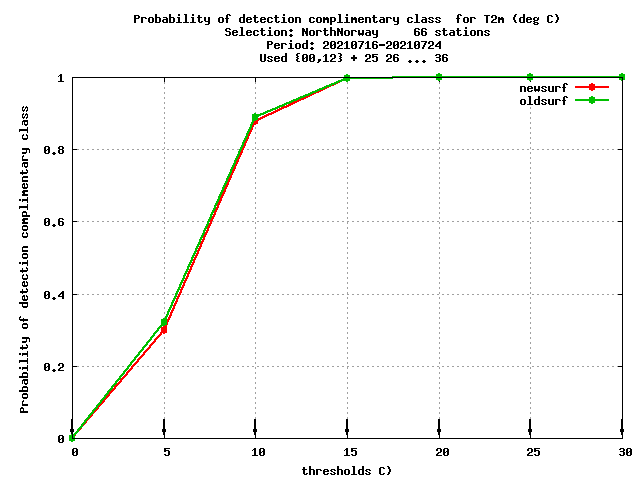 Probability of detection complimentary class  for T2m (deg C)
Selection: NorthNorway     66 stations
Period: 20210716-20210724
Used {00,12} + 25 26 ... 36
newsurf
oldsurf
Probability of detection complimentary class
1
0.8
0.6
0.4
0.2
0
0 5 10 15 20 25 30
thresholds C)